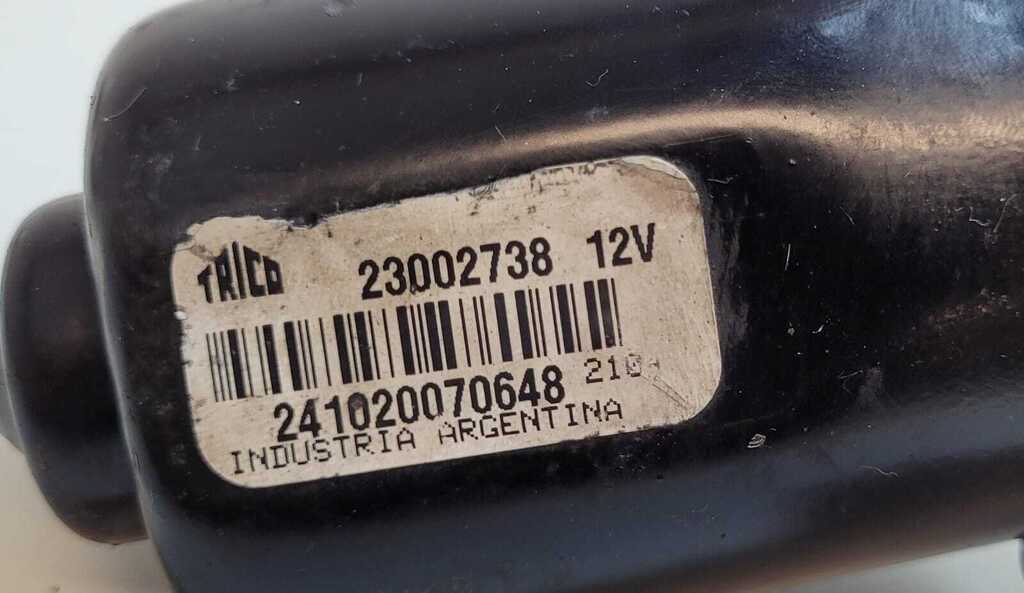 TRICO 23002738 12V
241020070648 210
INDUSTRIA ARGENTINA